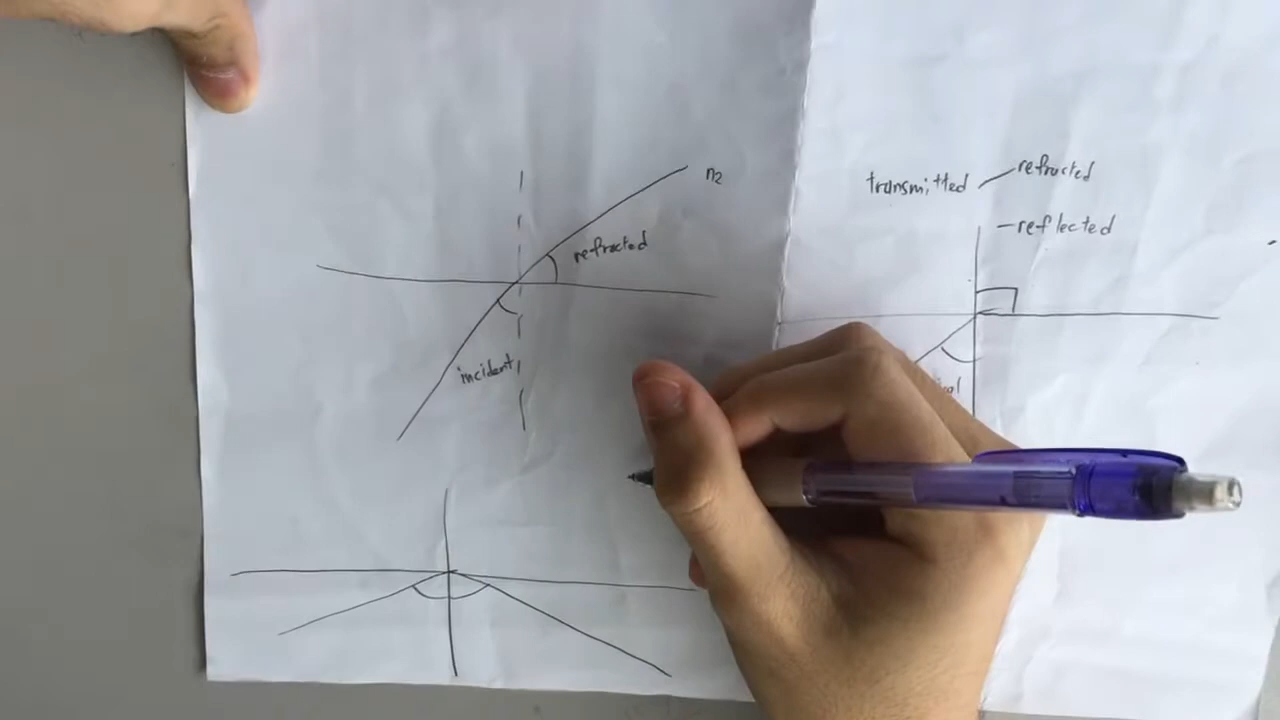 n2
refracted
incident
transmitted
refracted
reflected